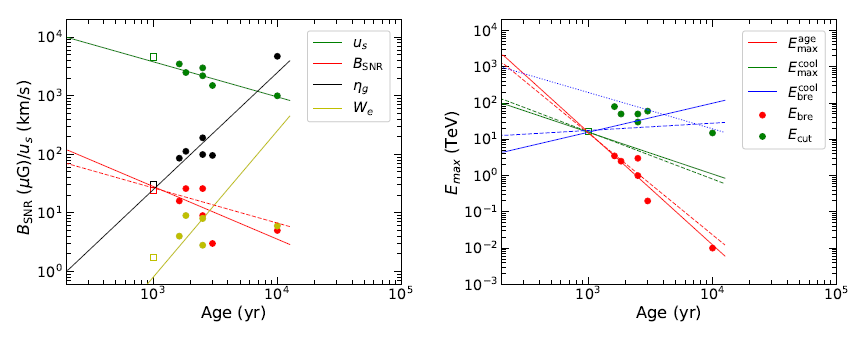 10⁴
10³
10²
10¹
10⁰
B_SNR (μG)/u_s (km/s)
u_s
B_SNR
η_g
W_e
10³
10⁴
10⁵
Age (yr)
10⁴
10³
10²
10¹
10⁰
10⁻¹
10⁻²
10⁻³
E_max (TeV)
E_max^age
E_max^cool
E_bre^cool
E_bre
E_cut
10³
10⁴
10⁵
Age (yr)